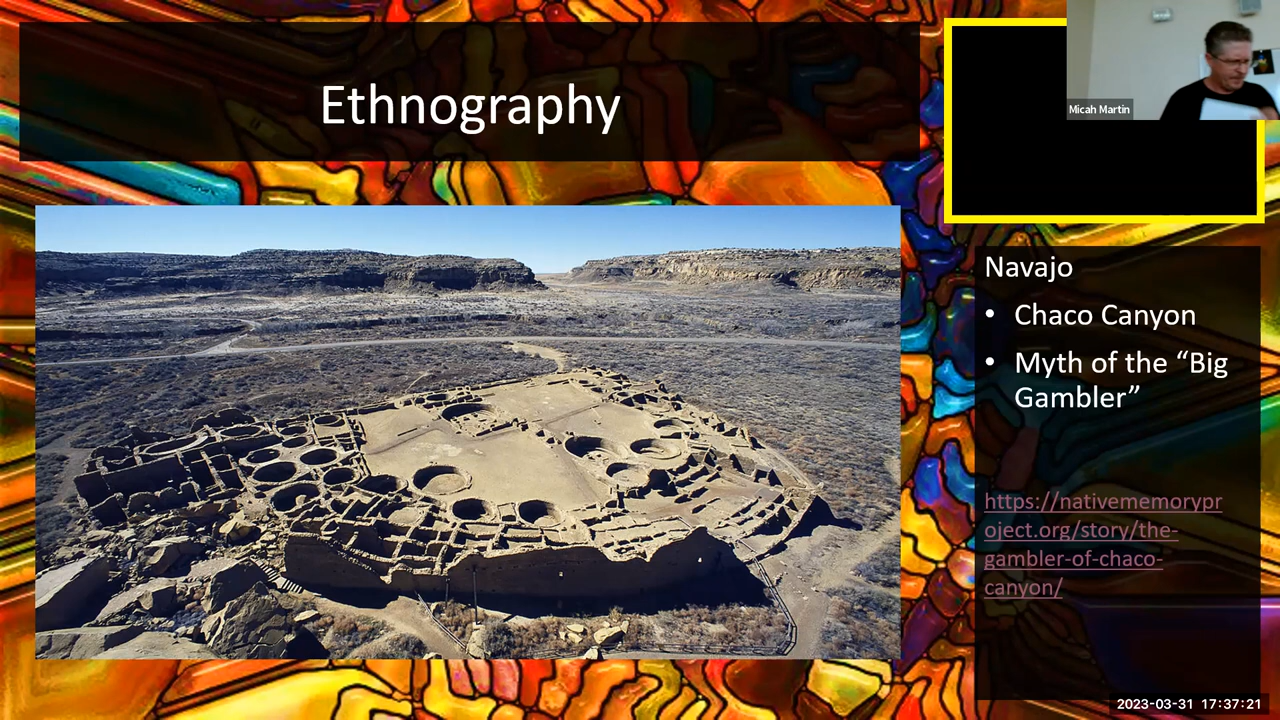 Ethnography
Micah Martin
Navajo
• Chaco Canyon
• Myth of the “Big
Gambler”
https://nativememorypr
oject.org/story/the-
gambler-of-chaco-
canyon/
2023-03-31 17:37:21